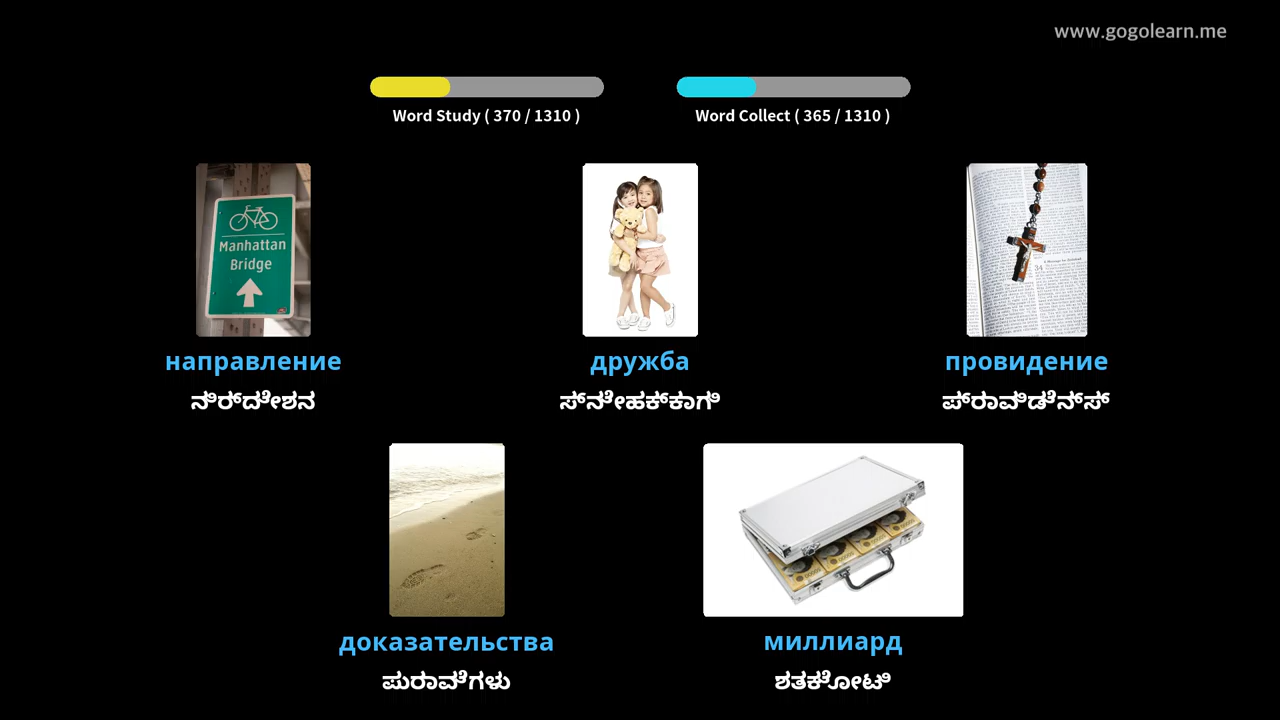 www.gogolearn.me
Word Study ( 370 / 1310 )
Word Collect ( 365 / 1310 )
Manhattan
Bridge
направление
дружба
провидение
ನಿರ್ದೇಶನ
ಸ್ನೇಹಕ್ಕಾಗಿ
ಪ್ರಾವಿಡೆನ್ಸ್
доказательства
миллиард
ಪುರಾವೆಗಳು
ಶತಕೋಟಿ